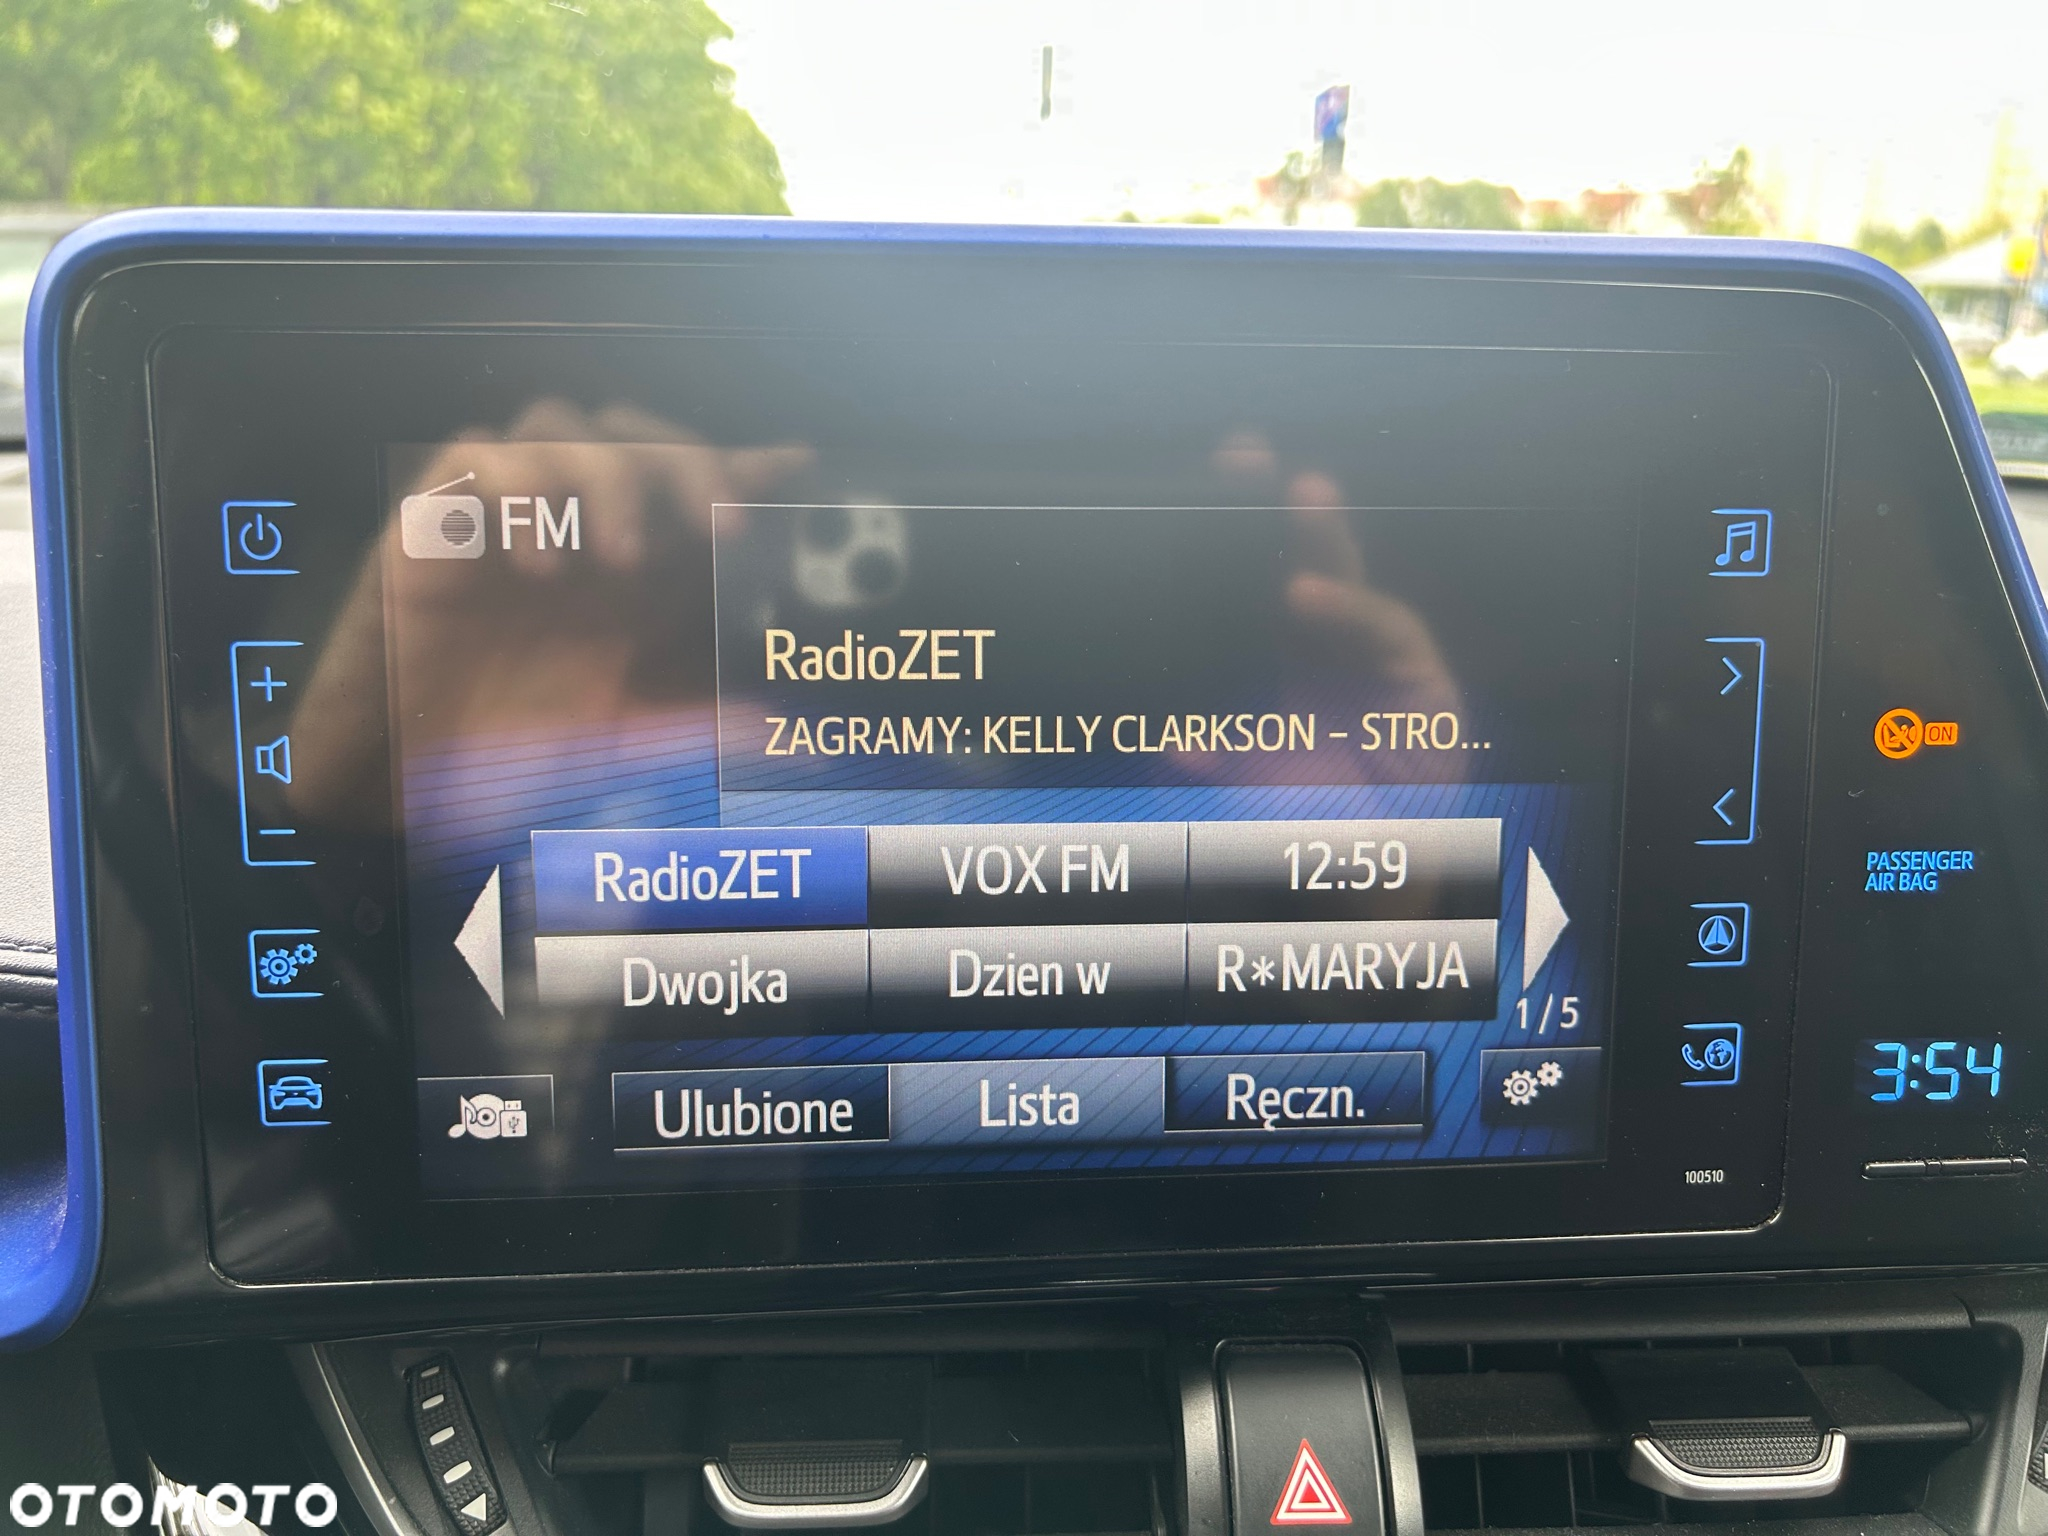 FM
RadioZET
ZAGRAMY: KELLY CLARKSON - STRO...
RadioZET
VOX FM
12:59
Dwojka
Dzien w
R*MARYJA
1/5
Ulubione
Lista
Ręczn.
100510
ON
PASSENGER
AIR BAG
3:54
OTOMOTO